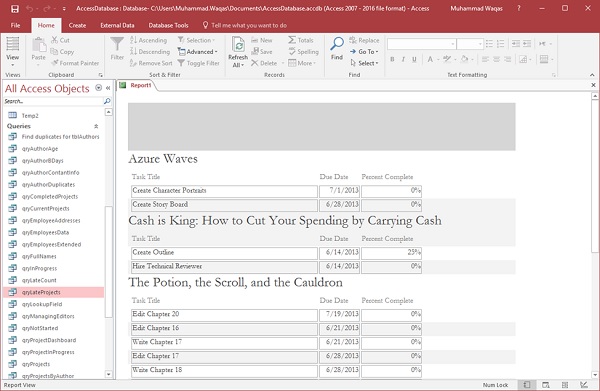 AccessDatabase : Database- C:\Users\Muhammad.Waqas\Documents\AccessDatabase.accdb (Access 2007 - 2016 file format) - Access
Muhammad Waqas
File Home Create External Data Database Tools Tell me what you want to do
View
Views
Paste
Cut
Copy
Format Painter
Clipboard
Filter
Ascending
Descending
Remove Sort
Selection
Advanced
Toggle Filter
Sort & Filter
Refresh All
New
Save
Delete
Totals
Spelling
More
Records
Find
Replace
Go To
Select
Find
B I U
Text Formatting
All Access Objects
Search...
Temp2
Queries
Find duplicates for tblAuthors
qryAuthorAge
qryAuthorBDays
qryAuthorContantInfo
qryAuthorDuplicates
qryCompletedProjects
qryCurrentProjects
qryEmployeeAddresses
qryEmployeesData
qryEmployeesExtended
qryFullNames
qryInProgress
qryLateCount
qryLateProjects
qryLookupField
qryManagingEditors
qryNotStarted
qryProjectDashboard
qryProjectInProgress
qryProjects
qryProjectsByAuthor
Report1
Azure Waves
Task Title Due Date Percent Complete
Create Character Portraits 7/1/2013 0%
Create Story Board 6/28/2013 0%
Cash is King: How to Cut Your Spending by Carrying Cash
Task Title Due Date Percent Complete
Create Outline 6/14/2013 25%
Hire Technical Reviewer 6/14/2013 0%
The Potion, the Scroll, and the Cauldron
Task Title Due Date Percent Complete
Edit Chapter 20 7/19/2013 0%
Edit Chapter 16 6/21/2013 0%
Write Chapter 17 6/21/2013 0%
Edit Chapter 17 6/28/2013 0%
Write Chapter 18 6/28/2013 0%
Report View
Num Lock